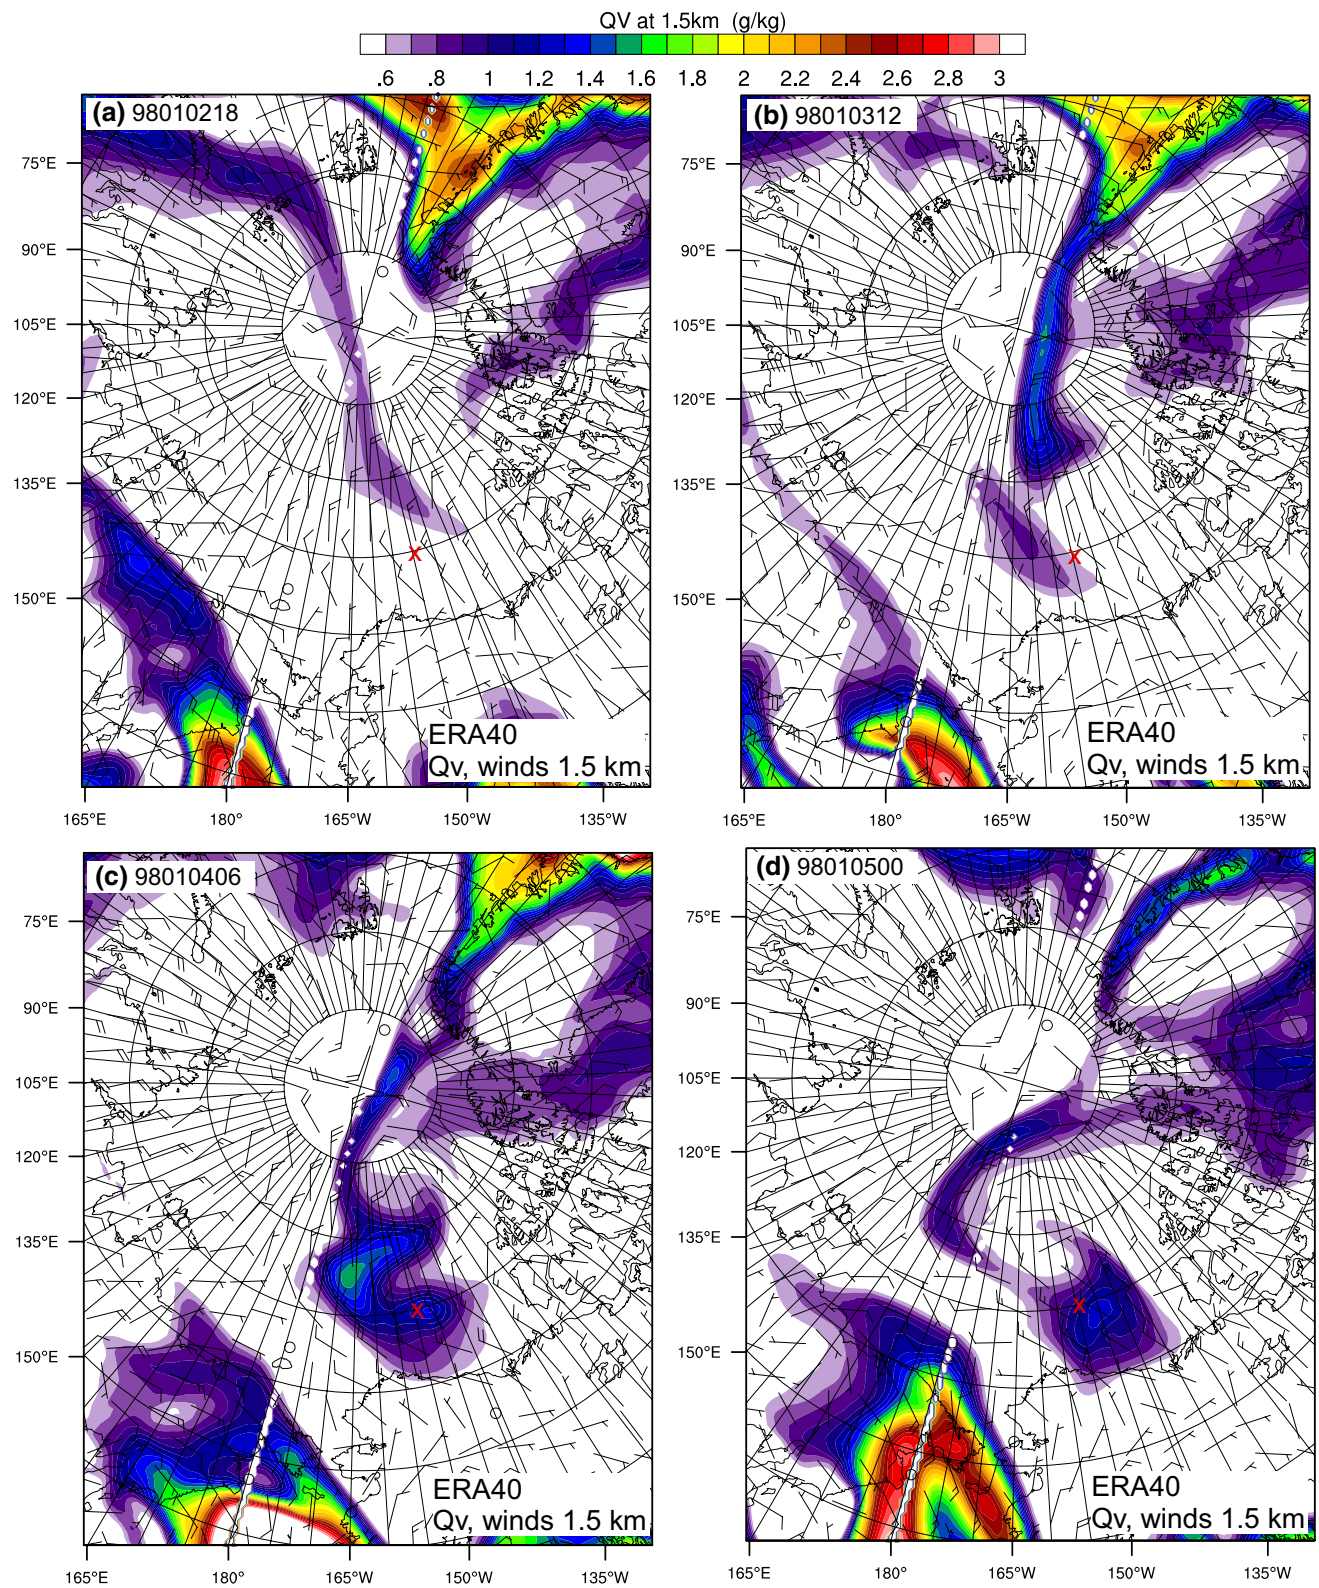 QV at 1.5km (g/kg)
.6 .8 1 1.2 1.4 1.6 1.8 2 2.2 2.4 2.6 2.8 3
(a) 98010218
75°E
90°E
105°E
120°E
135°E
150°E
X
ERA40
Qv, winds 1.5 km
165°E 180° 165°W 150°W 135°W
(b) 98010312
75°E
90°E
105°E
120°E
135°E
150°E
X
ERA40
Qv, winds 1.5 km
165°E 180° 165°W 150°W 135°W
(c) 98010406
75°E
90°E
105°E
120°E
135°E
150°E
X
ERA40
Qv, winds 1.5 km
165°E 180° 165°W 150°W 135°W
(d) 98010500
75°E
90°E
105°E
120°E
135°E
150°E
X
ERA40
Qv, winds 1.5 km
165°E 180° 165°W 150°W 135°W